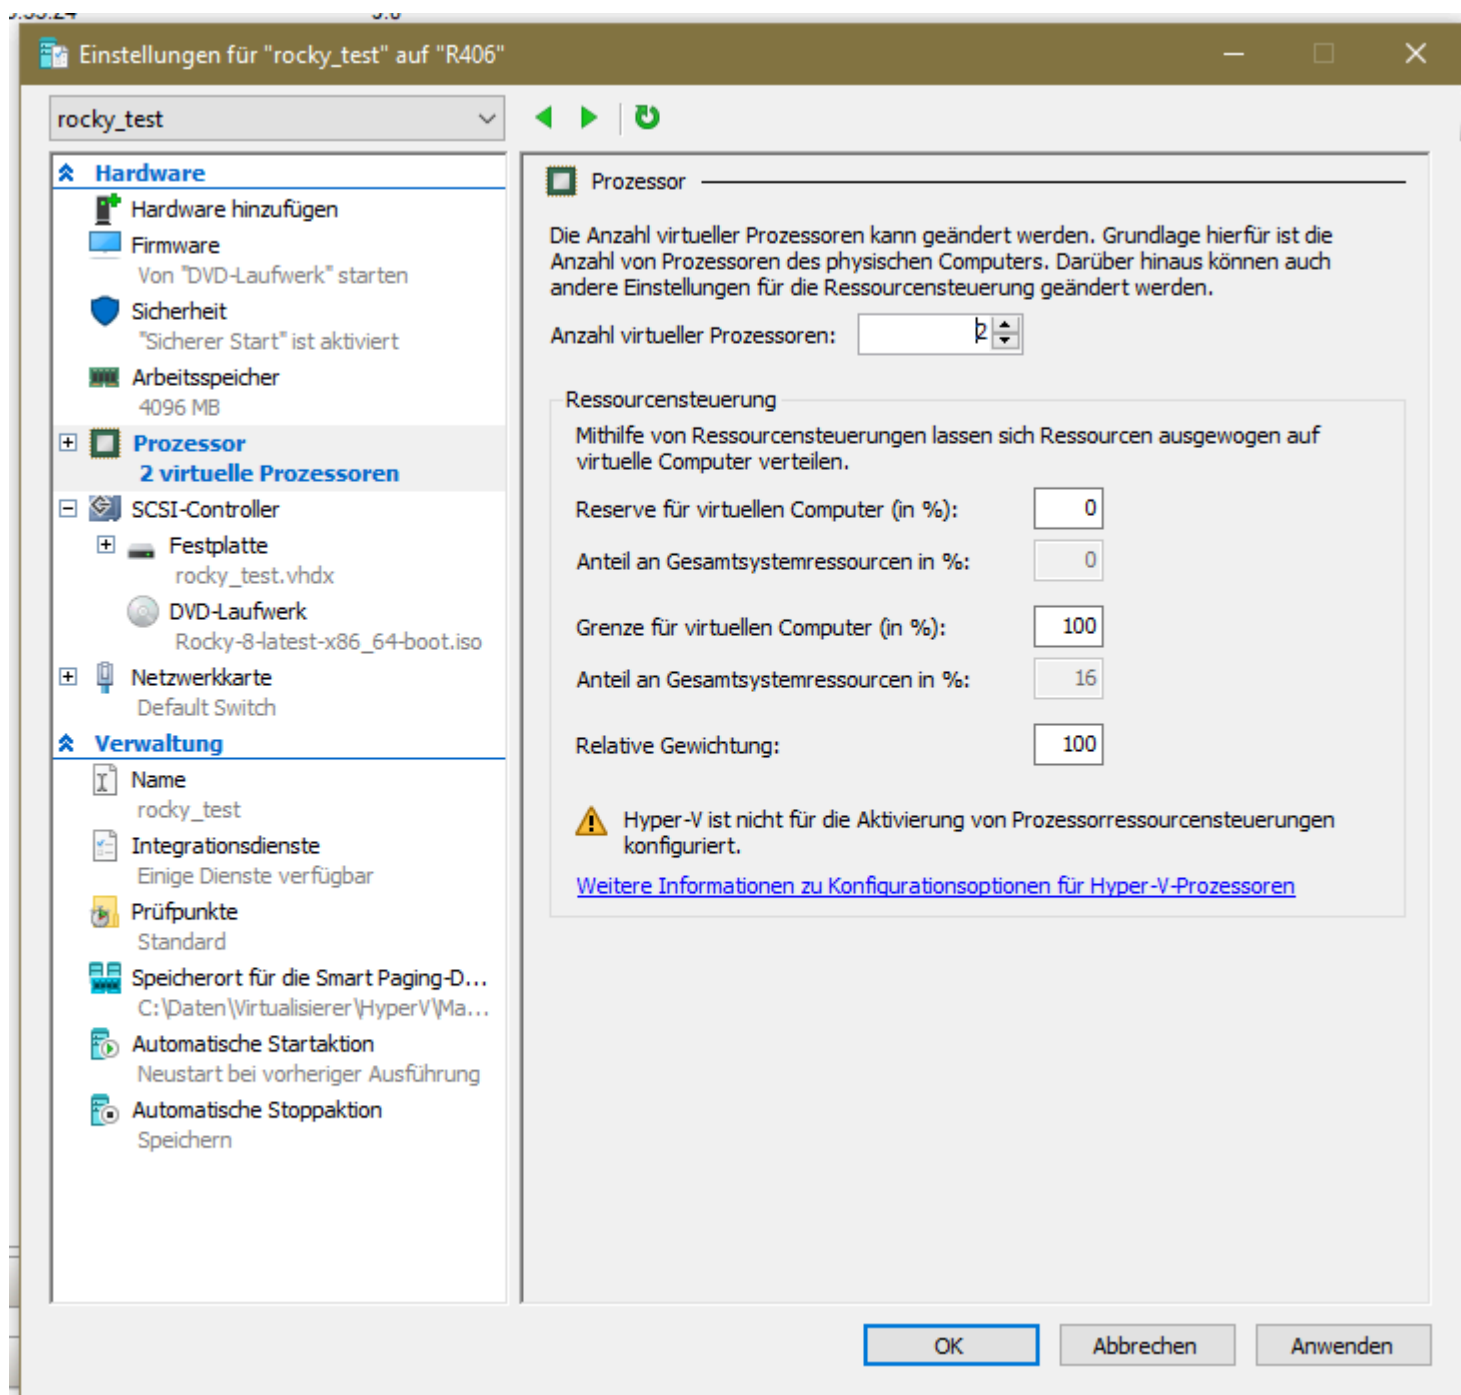 Einstellungen für "rocky_test" auf "R406"
rocky_test
Hardware
Hardware hinzufügen
Firmware
Von "DVD-Laufwerk" starten
Sicherheit
"Sicherer Start" ist aktiviert
Arbeitsspeicher
4096 MB
Prozessor
2 virtuelle Prozessoren
SCSI-Controller
Festplatte
rocky_test.vhdx
DVD-Laufwerk
Rocky-8-latest-x86_64-boot.iso
Netzwerkkarte
Default Switch
Verwaltung
Name
rocky_test
Integrationsdienste
Einige Dienste verfügbar
Prüfpunkte
Standard
Speicherort für die Smart Paging-D...
C:\Daten\Virtualisierer\HyperV\Ma...
Automatische Startaktion
Neustart bei vorheriger Ausführung
Automatische Stoppaktion
Speichern
Prozessor
Die Anzahl virtueller Prozessoren kann geändert werden. Grundlage hierfür ist die
Anzahl von Prozessoren des physischen Computers. Darüber hinaus können auch
andere Einstellungen für die Ressourcensteuerung geändert werden.
Anzahl virtueller Prozessoren: 2
Ressourcensteuerung
Mithilfe von Ressourcensteuerungen lassen sich Ressourcen ausgewogen auf
virtuelle Computer verteilen.
Reserve für virtuellen Computer (in %): 0
Anteil an Gesamtsystemressourcen in %: 0
Grenze für virtuellen Computer (in %): 100
Anteil an Gesamtsystemressourcen in %: 16
Relative Gewichtung: 100
Hyper-V ist nicht für die Aktivierung von Prozessorressourcensteuerungen
konfiguriert.
Weitere Informationen zu Konfigurationsoptionen für Hyper-V-Prozessoren
OK Abbrechen Anwenden